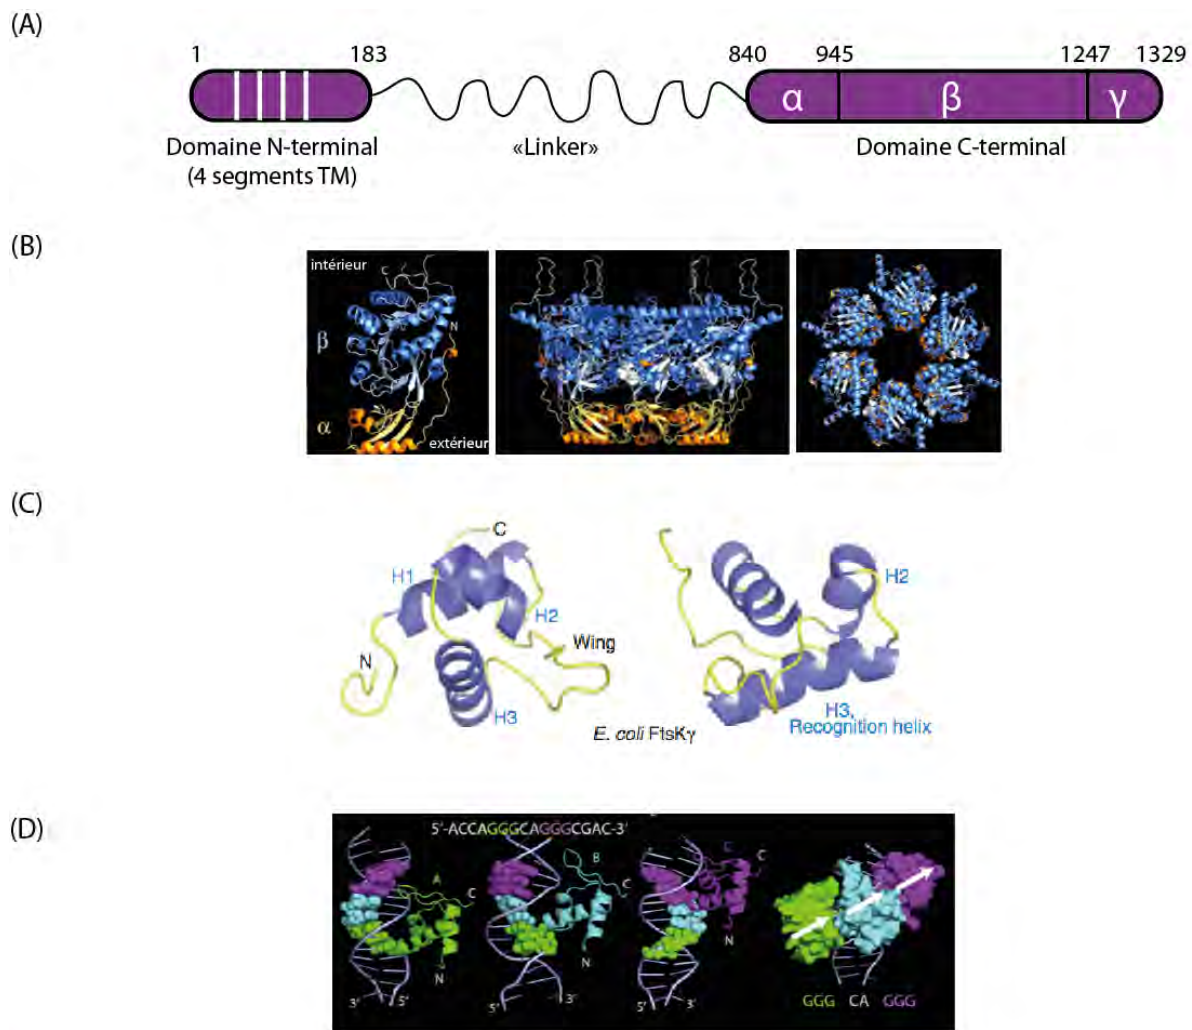 (A)
1 183 840 945 1247 1329
α β γ
Domaine N-terminal «Linker» Domaine C-terminal
(4 segments TM)
(B)
intérieur
C
β
N
α
extérieur
(C)
C
H1
H2
H2
Wing
N
H3
H3,
Recognition helix
E. coli FtsKγ
(D)
5'-ACCAGGGCAGGGCGAC-3'
A C B C C C
N N N
3' 5' 3' 5' 3'
GGG CA GGG